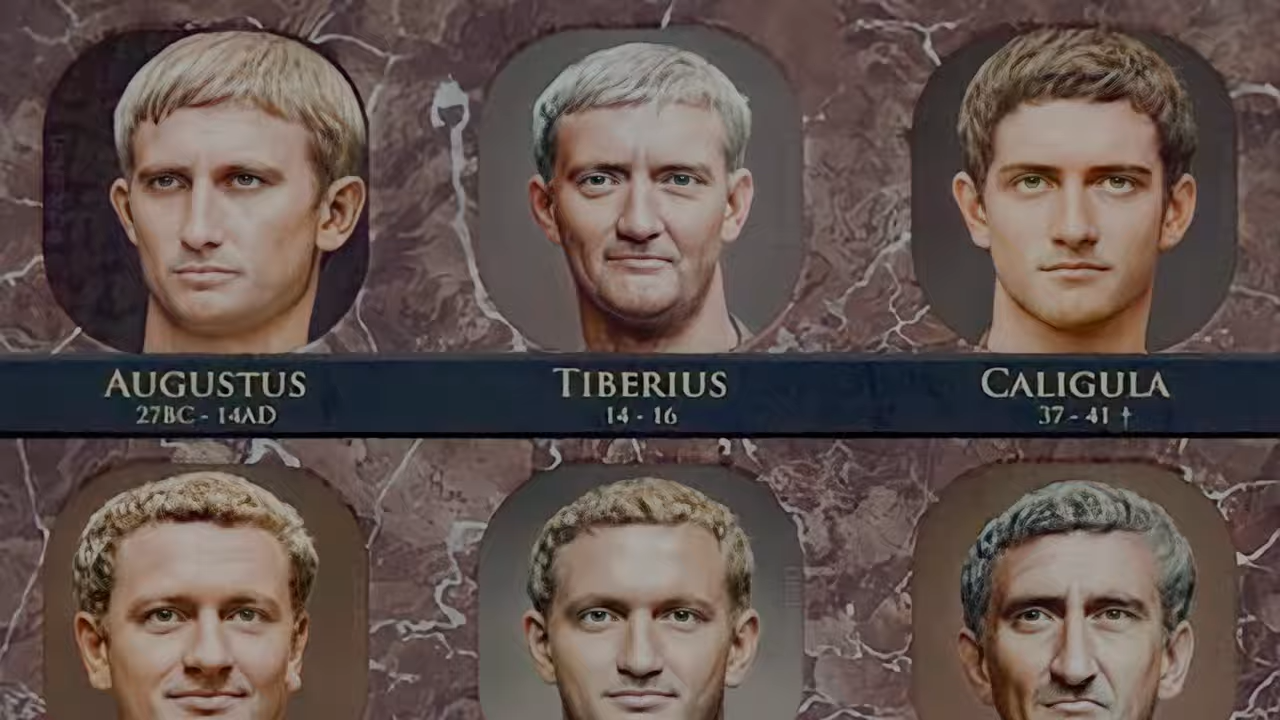 AUGUSTUS
27BC - 14AD
TIBERIUS
14 - 16
CALIGULA
37 - 41 †